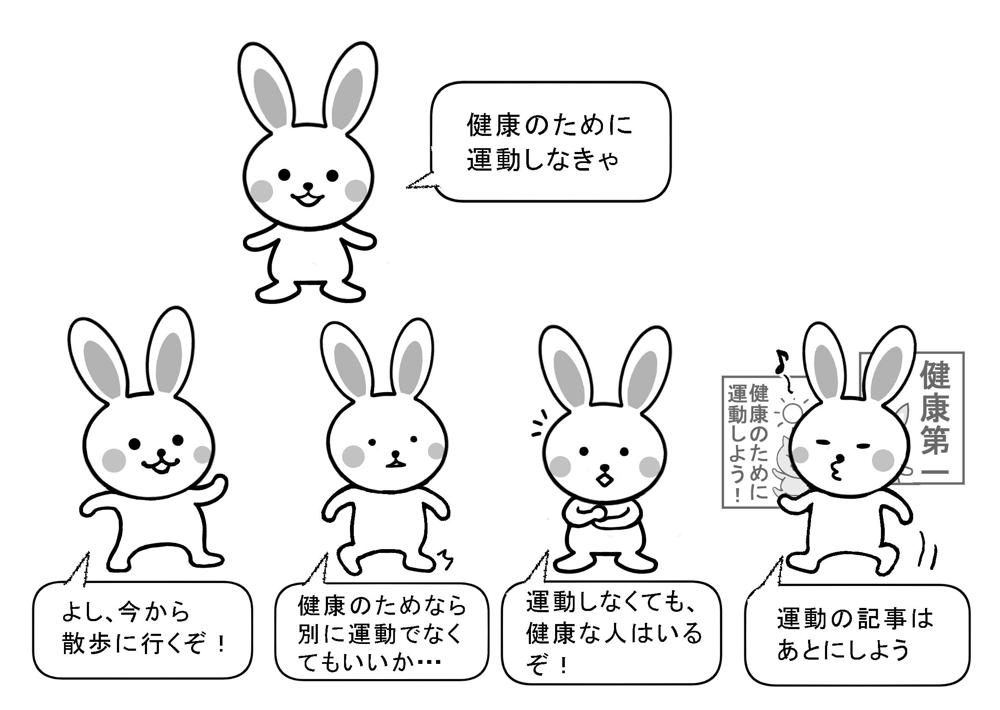 健康のために
運動しなきゃ
健康第一
健康のために
運動しよう！
よし、今から
散歩に行くぞ！
健康のためなら
別に運動でなく
てもいいか…
運動しなくても、
健康な人はいる
ぞ！
運動の記事は
あとにしよう